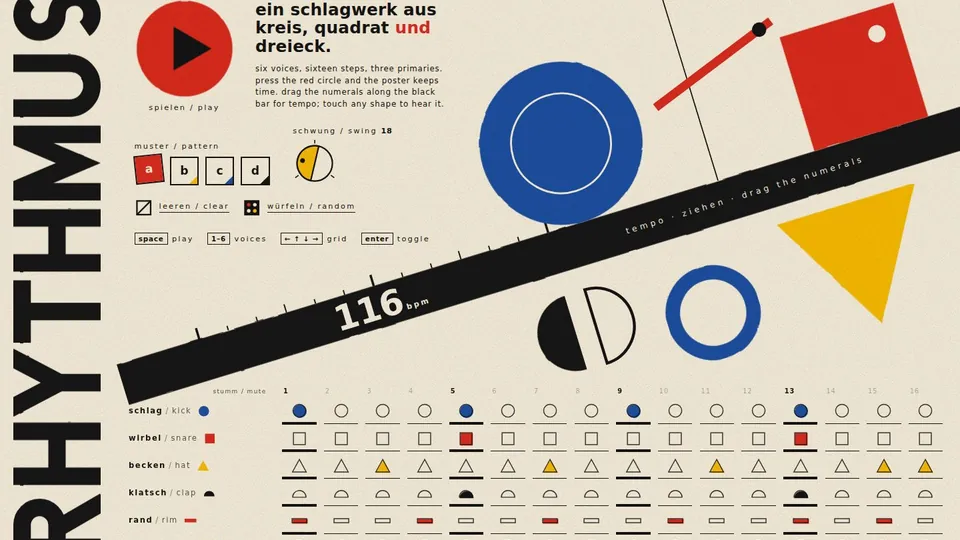 RHYTHMUS
ein schlagwerk aus
kreis, quadrat und
dreieck.
six voices, sixteen steps, three primaries.
press the red circle and the poster keeps
time. drag the numerals along the black
bar for tempo; touch any shape to hear it.
spielen / play
schwung / swing 18
muster / pattern
a b c d
leeren / clear würfeln / random
space play 1–6 voices ← ↑ ↓ → grid enter toggle
tempo · ziehen · drag the numerals
116 bpm
stumm / mute 1 2 3 4 5 6 7 8 9 10 11 12 13 14 15 16
schlag / kick
wirbel / snare
becken / hat
klatsch / clap
rand / rim